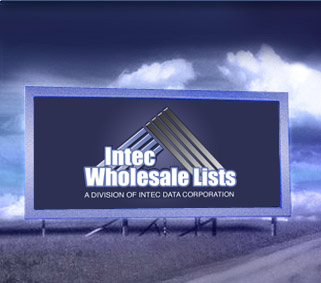 Intec
Wholesale Lists
A DIVISION OF INTEC DATA CORPORATION